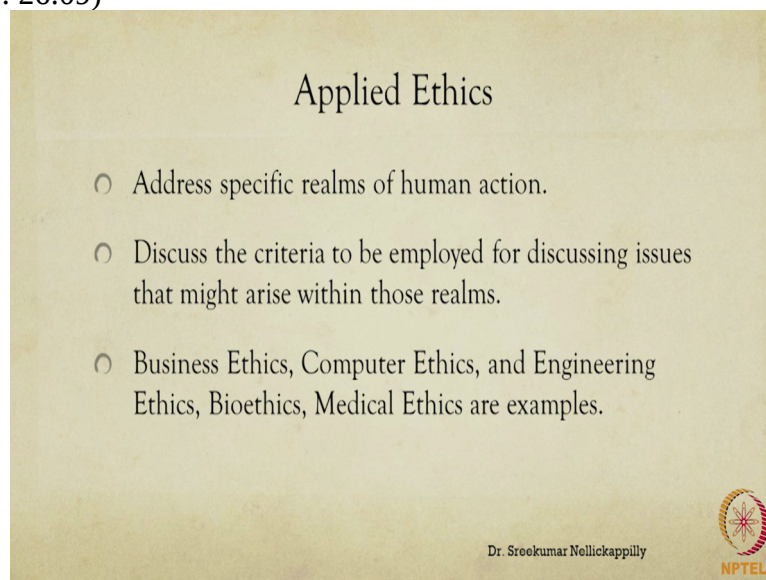 : 26:05)
Applied Ethics
Address specific realms of human action.
Discuss the criteria to be employed for discussing issues
that might arise within those realms.
Business Ethics, Computer Ethics, and Engineering
Ethics, Bioethics, Medical Ethics are examples.
Dr. Sreekumar Nellickappilly
NPTEL